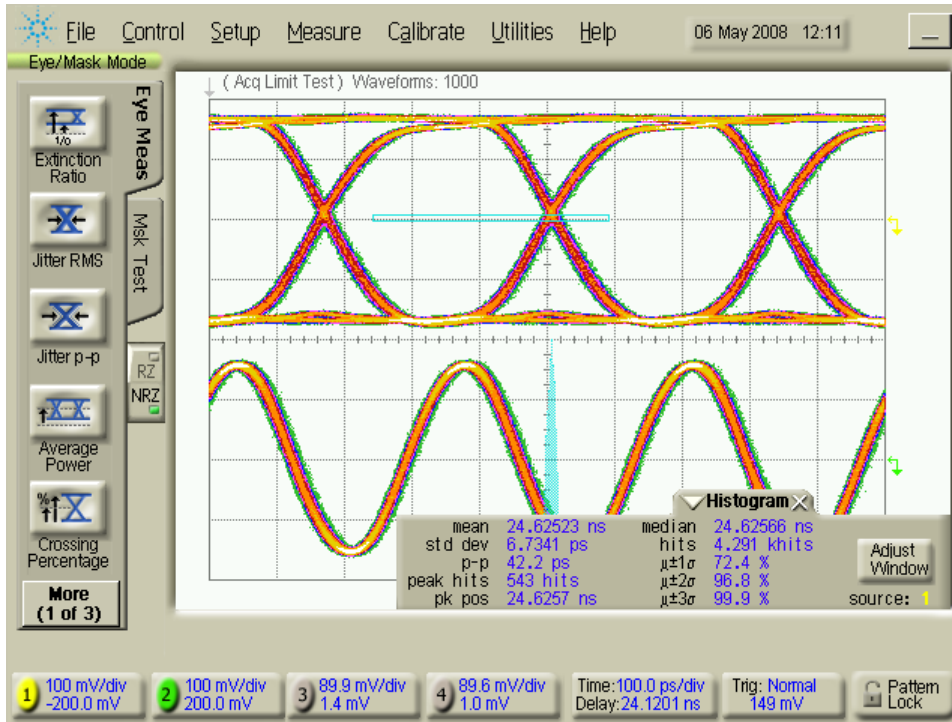 File Control Setup Measure Calibrate Utilities Help 06 May 2008 12:11
Eye/Mask Mode
( Acq Limit Test ) Waveforms: 1000
Eye Meas
Msk Test
1/0
Extinction
Ratio
Jitter RMS
Jitter p-p
RZ
NRZ
Average
Power
%
Crossing
Percentage
More
(1 of 3)
Histogram
mean 24.62523 ns median 24.62566 ns
std dev 6.7341 ps hits 4.291 khits
p-p 42.2 ps µ±1σ 72.4 %
peak hits 543 hits µ±2σ 96.8 %
pk pos 24.6257 ns µ±3σ 99.9 %
Adjust
Window
source: 1
1 100 mV/div
-200.0 mV
2 100 mV/div
200.0 mV
3 89.9 mV/div
1.4 mV
4 89.6 mV/div
1.0 mV
Time:100.0 ps/div
Delay:24.1201 ns
Trig: Normal
149 mV
Pattern
Lock